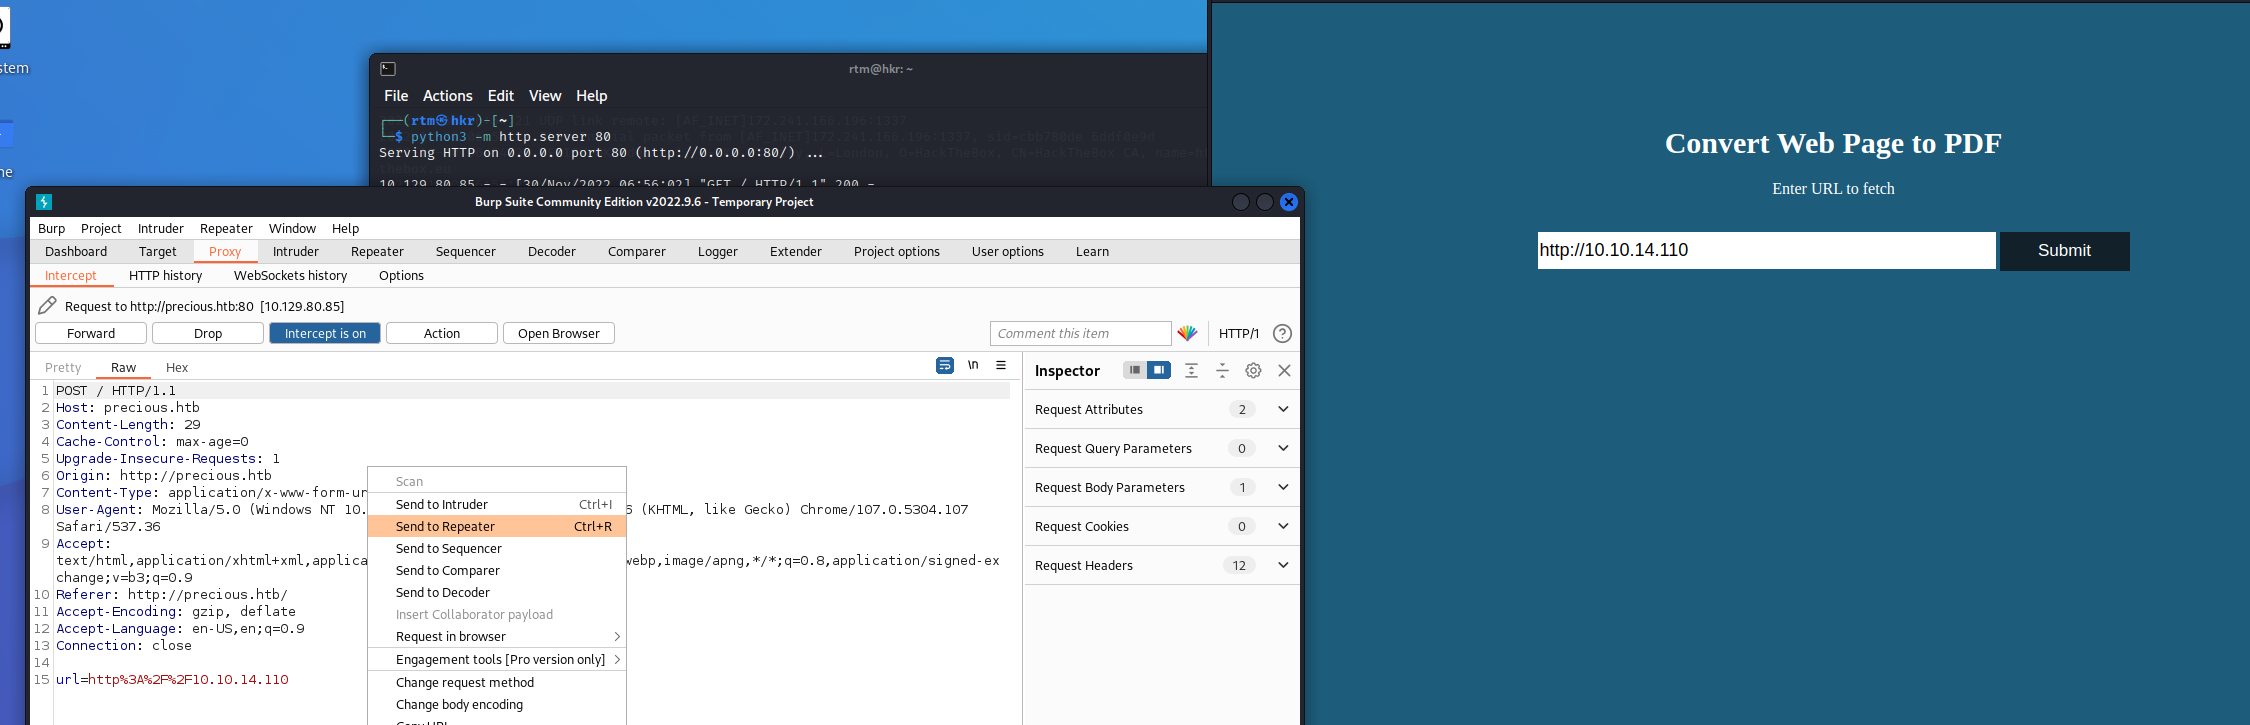 stem
ne
rtm@hkr: ~
File Actions Edit View Help
(rtm㉿hkr)-[~]
$ python3 -m http.server 80
Serving HTTP on 0.0.0.0 port 80 (http://0.0.0.0:80/) ...
10.129.80.85 - - [30/Nov/2022 06:56:02] "GET / HTTP/1.1" 200 -
Burp Suite Community Edition v2022.9.6 - Temporary Project
Burp Project Intruder Repeater Window Help
Dashboard Target Proxy Intruder Repeater Sequencer Decoder Comparer Logger Extender Project options User options Learn
Intercept HTTP history WebSockets history Options
Request to http://precious.htb:80 [10.129.80.85]
Forward Drop Intercept is on Action Open Browser Comment this item HTTP/1 ?
Pretty Raw Hex \n
1 POST / HTTP/1.1
2 Host: precious.htb
3 Content-Length: 29
4 Cache-Control: max-age=0
5 Upgrade-Insecure-Requests: 1
6 Origin: http://precious.htb
7 Content-Type: application/x-www-form-ur
8 User-Agent: Mozilla/5.0 (Windows NT 10. 6 (KHTML, like Gecko) Chrome/107.0.5304.107
Safari/537.36
9 Accept:
text/html,application/xhtml+xml,applica webp,image/apng,*/*;q=0.8,application/signed-ex
change;v=b3;q=0.9
10 Referer: http://precious.htb/
11 Accept-Encoding: gzip, deflate
12 Accept-Language: en-US,en;q=0.9
13 Connection: close
14
15 url=http%3A%2F%2F10.10.14.110
Scan
Send to Intruder Ctrl+I
Send to Repeater Ctrl+R
Send to Sequencer
Send to Comparer
Send to Decoder
Insert Collaborator payload
Request in browser
Engagement tools [Pro version only]
Change request method
Change body encoding
Copy URL
Inspector
Request Attributes 2
Request Query Parameters 0
Request Body Parameters 1
Request Cookies 0
Request Headers 12
Convert Web Page to PDF
Enter URL to fetch
http://10.10.14.110 Submit